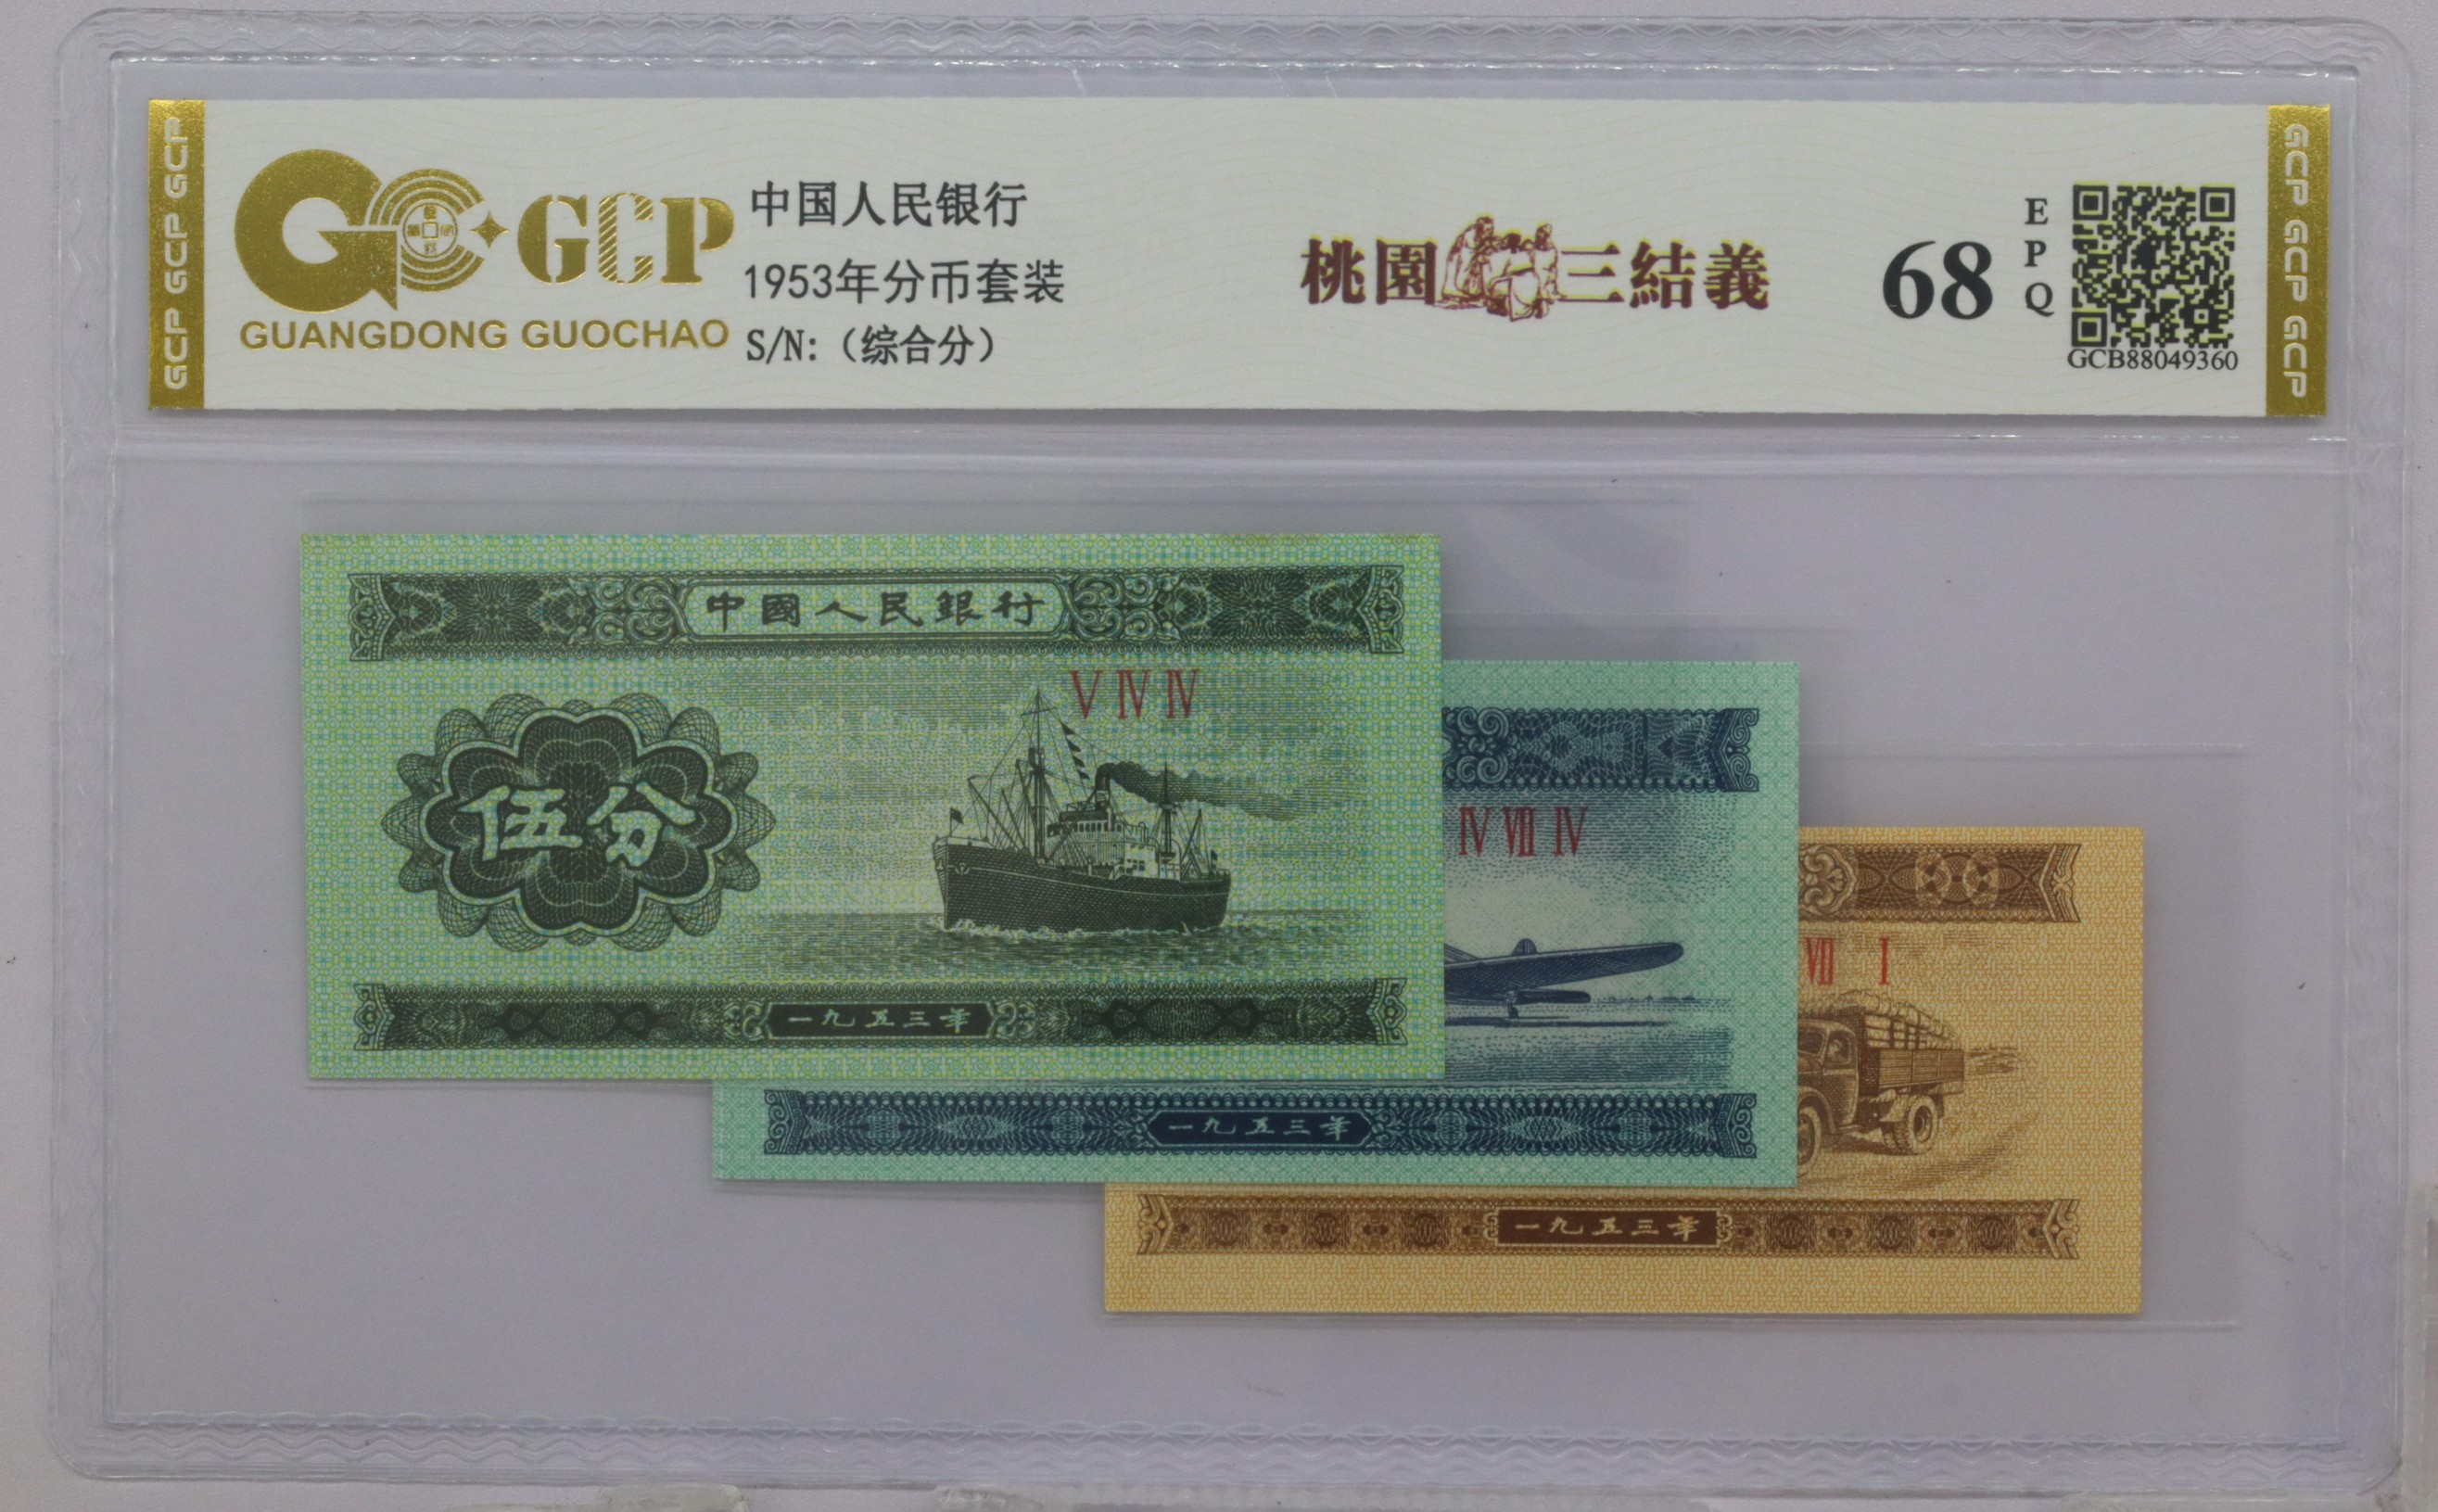 GCP GCP GCP
GCP
GUANGDONG GUOCHAO
中国人民银行
1953年分币套装
S/N:（综合分）
桃園三結義
68
EPQ
GCB88049360
GCP GCP GCP
中國人民銀行
V IV IV
伍分
一九五三年
IV VII IV
一九五三年
VII I
一九五三年